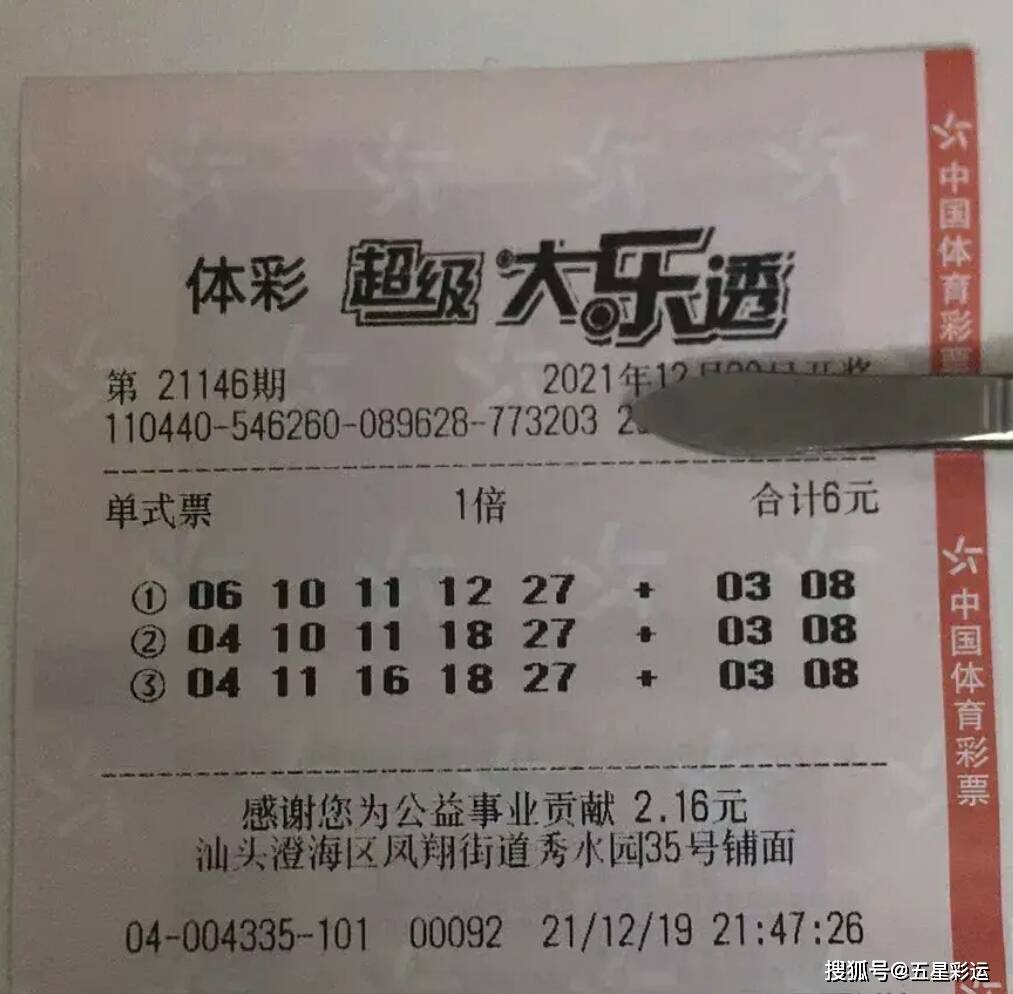 体彩 超级大乐透
第 21146期 2021年12月20日开奖
110440-546260-089628-773203
单式票 1倍 合计6元
① 06 10 11 12 27 + 03 08
② 04 10 11 18 27 + 03 08
③ 04 11 16 18 27 + 03 08
感谢您为公益事业贡献 2.16元
汕头澄海区凤翔街道秀水园35号铺面
04-004335-101 00092 21/12/19 21:47:26
中国体育彩票
中国体育彩票
搜狐号@五星彩运